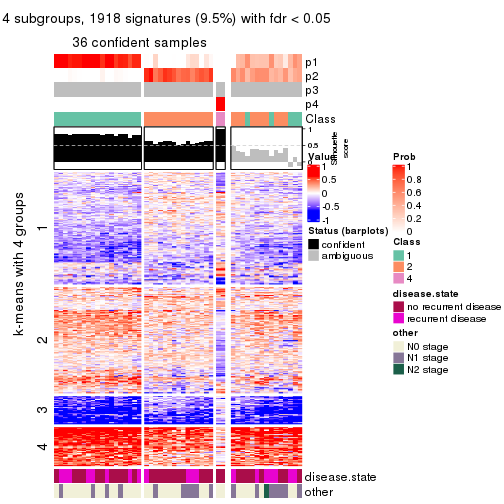 4 subgroups, 1918 signatures (9.5%) with fdr < 0.05
36 confident samples
p1
p2
p3
p4
Class
1
0.5
0
Silhouette
score
k-means with 4 groups
1
2
3
4
disease.state
other
Value
1
0.5
0
-0.5
-1
Status (barplots)
confident
ambiguous
Prob
1
0.8
0.6
0.4
0.2
0
Class
1
2
4
disease.state
no recurrent disease
recurrent disease
other
N0 stage
N1 stage
N2 stage